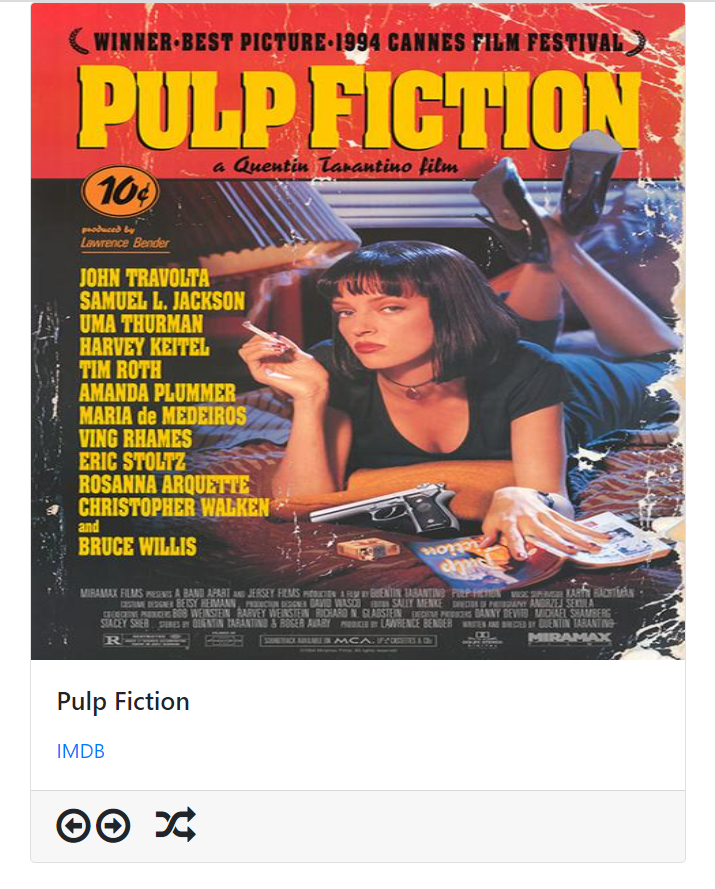 WINNER•BEST PICTURE•1994 CANNES FILM FESTIVAL
PULP FICTION
a Quentin Tarantino film
10¢
produced by
Lawrence Bender
JOHN TRAVOLTA
SAMUEL L. JACKSON
UMA THURMAN
HARVEY KEITEL
TIM ROTH
AMANDA PLUMMER
MARIA de MEDEIROS
VING RHAMES
ERIC STOLTZ
ROSANNA ARQUETTE
CHRISTOPHER WALKEN
and
BRUCE WILLIS
Pulp Fiction
MIRAMAX FILMS PRESENTS A BAND APART AND JERSEY FILMS PRODUCTION A FILM BY QUENTIN TARANTINO PULP FICTION MUSIC SUPERVISOR KARYN RACHTMAN
COSTUME DESIGNER BETSY HEIMANN PRODUCTION DESIGNER DAVID WASCO EDITOR SALLY MENKE DIRECTOR OF PHOTOGRAPHY ANDRZEJ SEKULA
CO-EXECUTIVE PRODUCERS BOB WEINSTEIN HARVEY WEINSTEIN RICHARD N. GLADSTEIN EXECUTIVE PRODUCERS DANNY DEVITO MICHAEL SHAMBERG
STACEY SHER STORIES BY QUENTIN TARANTINO & ROGER AVARY PRODUCED BY LAWRENCE BENDER WRITTEN AND DIRECTED BY QUENTIN TARANTINO
R RESTRICTED
SOUNDTRACK AVAILABLE ON MCA CASSETTES & CDs
DOLBY STEREO
DIGITAL
MIRAMAX
Pulp Fiction
IMDB